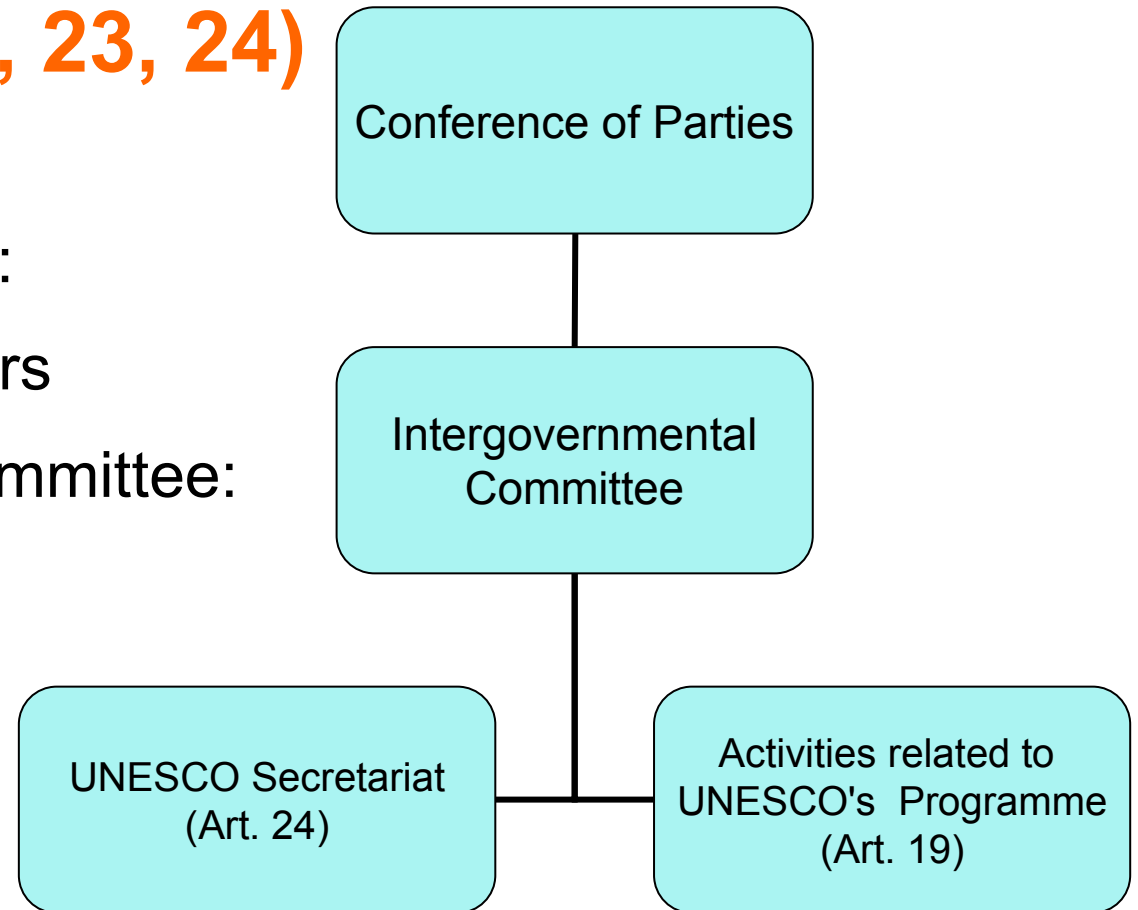 , 23, 24)
Conference of Parties
:
rs
mmittee:
Intergovernmental
Committee
UNESCO Secretariat
(Art. 24)
Activities related to
UNESCO's Programme
(Art. 19)